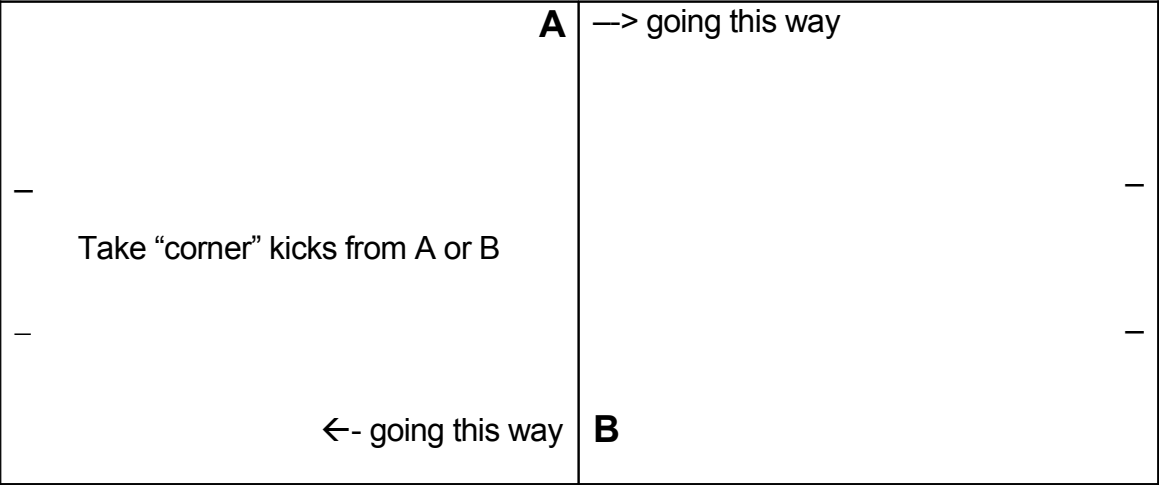 A —-> going this way
Take “corner” kicks from A or B
←- going this way B